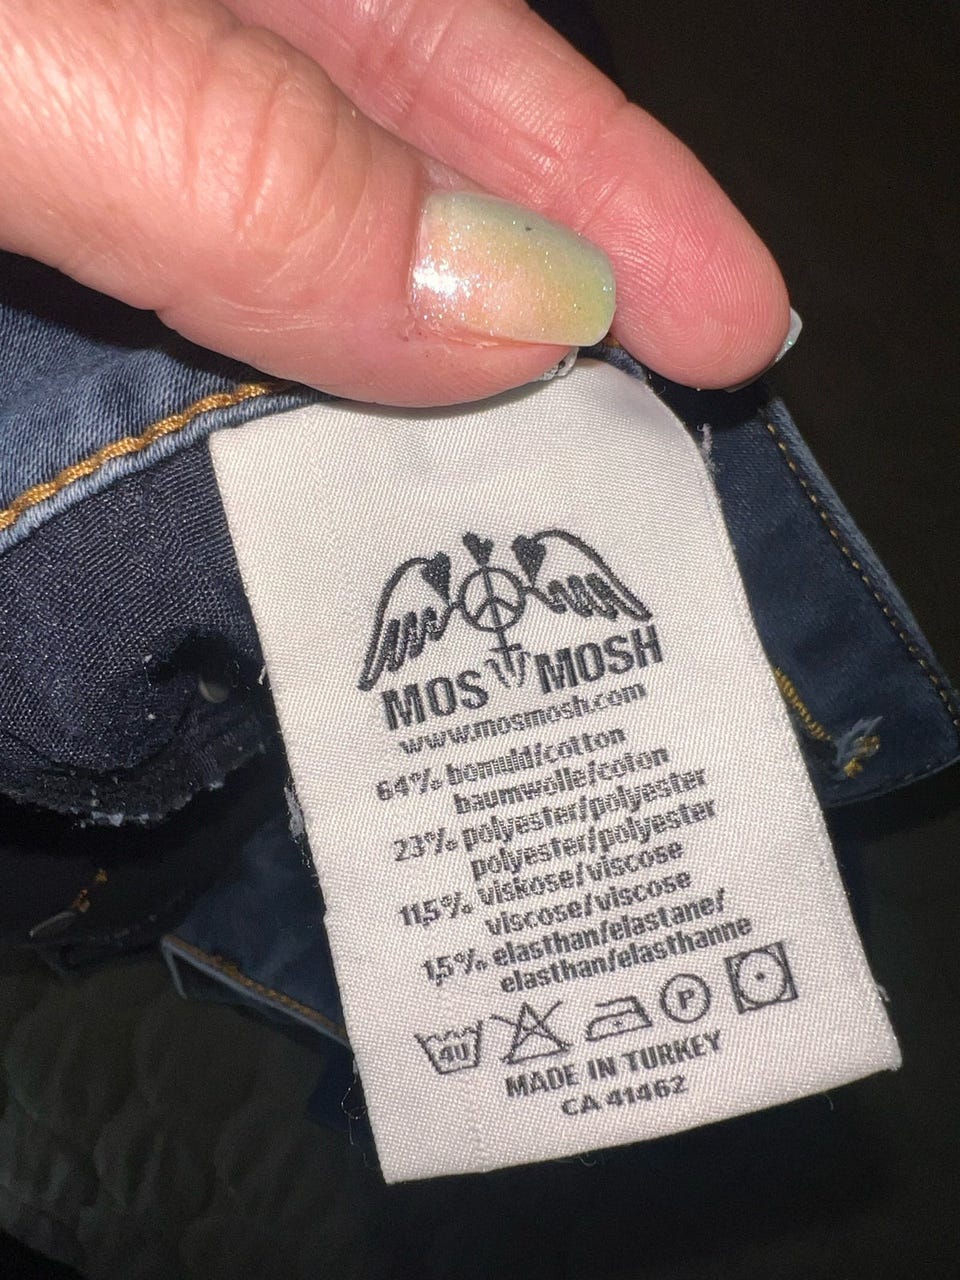 MOS MOSH
www.mosmosh.com
64% bomuld/cotton
baumwolle/coton
23% polyester/polyester
polyester/polyester
11,5% viskose/viscose
viscose/viscose
1,5% elasthan/elastane/
elasthan/elasthanne
40
P
MADE IN TURKEY
CA 41462